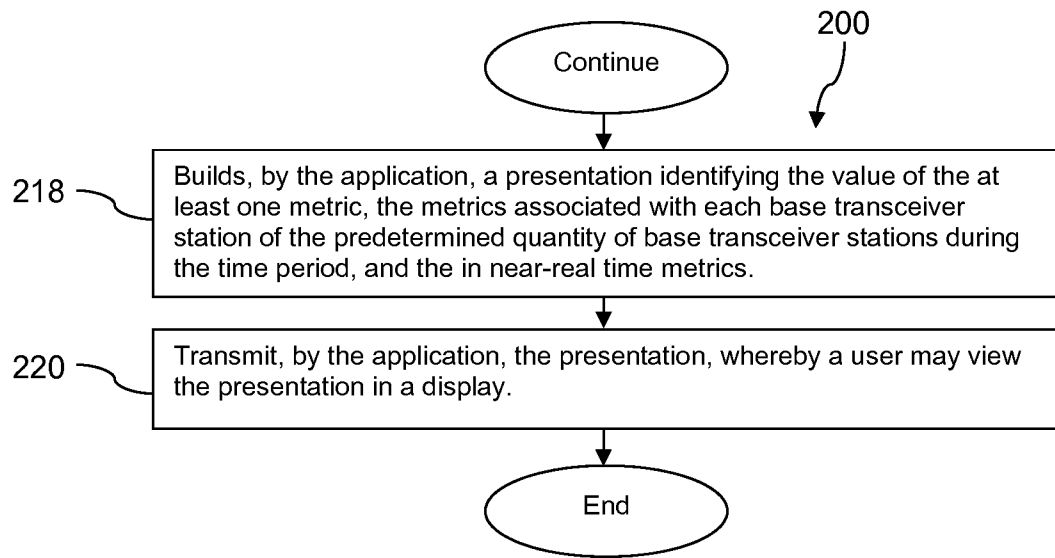 200
Continue
218
Builds, by the application, a presentation identifying the value of the at
least one metric, the metrics associated with each base transceiver
station of the predetermined quantity of base transceiver stations during
the time period, and the in near-real time metrics.
220
Transmit, by the application, the presentation, whereby a user may view
the presentation in a display.
End